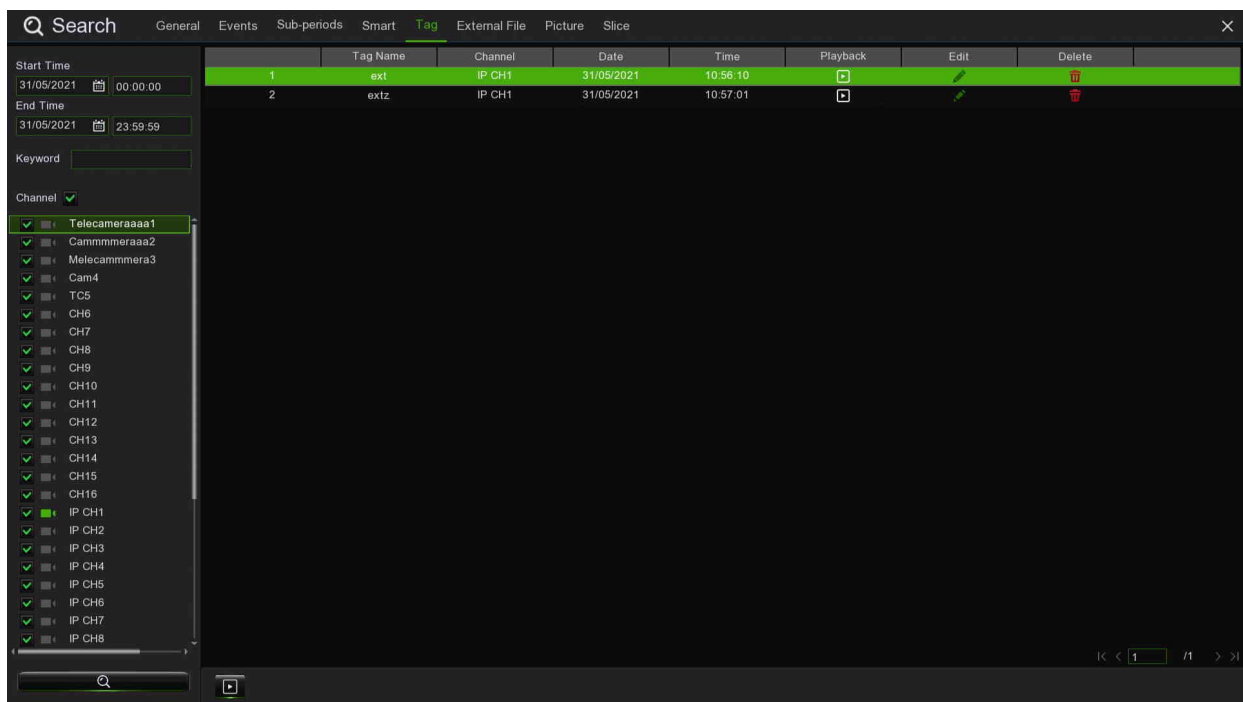 Search General Events Sub-periods Smart Tag External File Picture Slice
Start Time
31/05/2021 00:00:00
End Time
31/05/2021 23:59:59
Keyword
Channel
Telecameraaaa1
Cammmmeraaa2
Melecammmera3
Cam4
TC5
CH6
CH7
CH8
CH9
CH10
CH11
CH12
CH13
CH14
CH15
CH16
IP CH1
IP CH2
IP CH3
IP CH4
IP CH5
IP CH6
IP CH7
IP CH8
Tag Name Channel Date Time Playback Edit Delete
1 ext IP CH1 31/05/2021 10:56:10
2 extz IP CH1 31/05/2021 10:57:01
1 /1